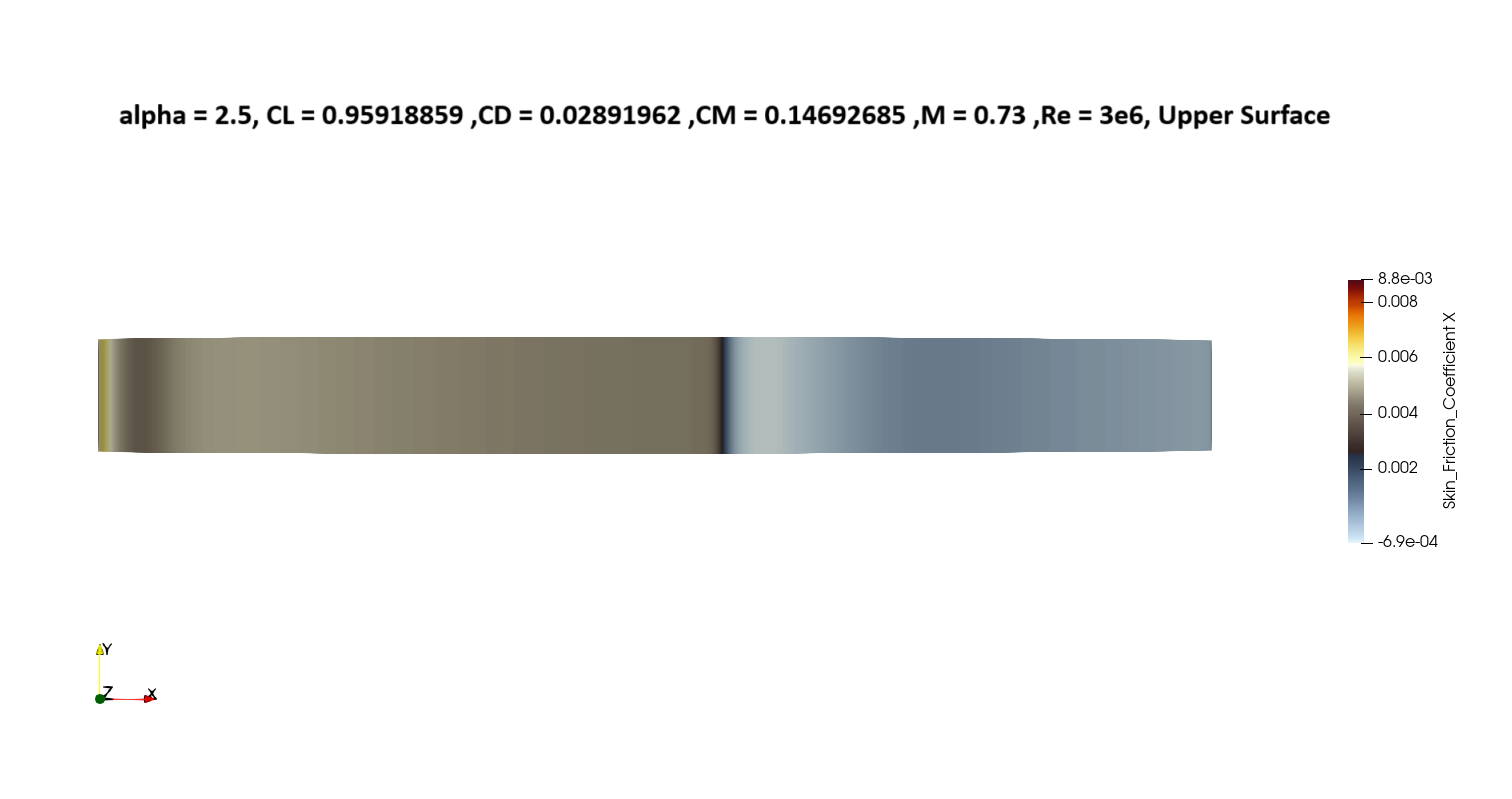 alpha = 2.5, CL = 0.95918859 ,CD = 0.02891962 ,CM = 0.14692685 ,M = 0.73 ,Re = 3e6, Upper Surface
8.8e-03
0.008
0.006
0.004
0.002
-6.9e-04
Skin_Friction_Coefficient X
Y
Z
X